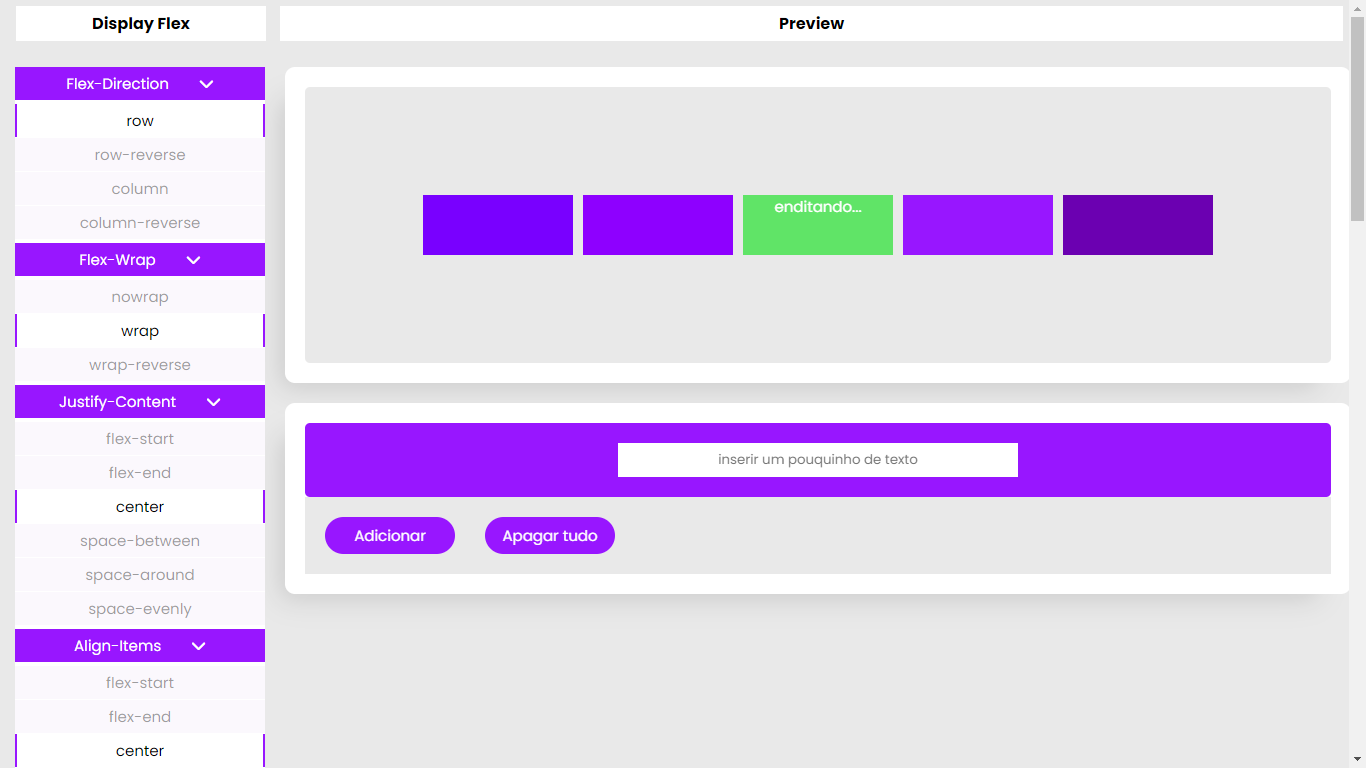 Display Flex
Preview
Flex-Direction
row
row-reverse
column
column-reverse
Flex-Wrap
nowrap
wrap
wrap-reverse
Justify-Content
flex-start
flex-end
center
space-between
space-around
space-evenly
Align-Items
flex-start
flex-end
center
enditando...
inserir um pouquinho de texto
Adicionar
Apagar tudo